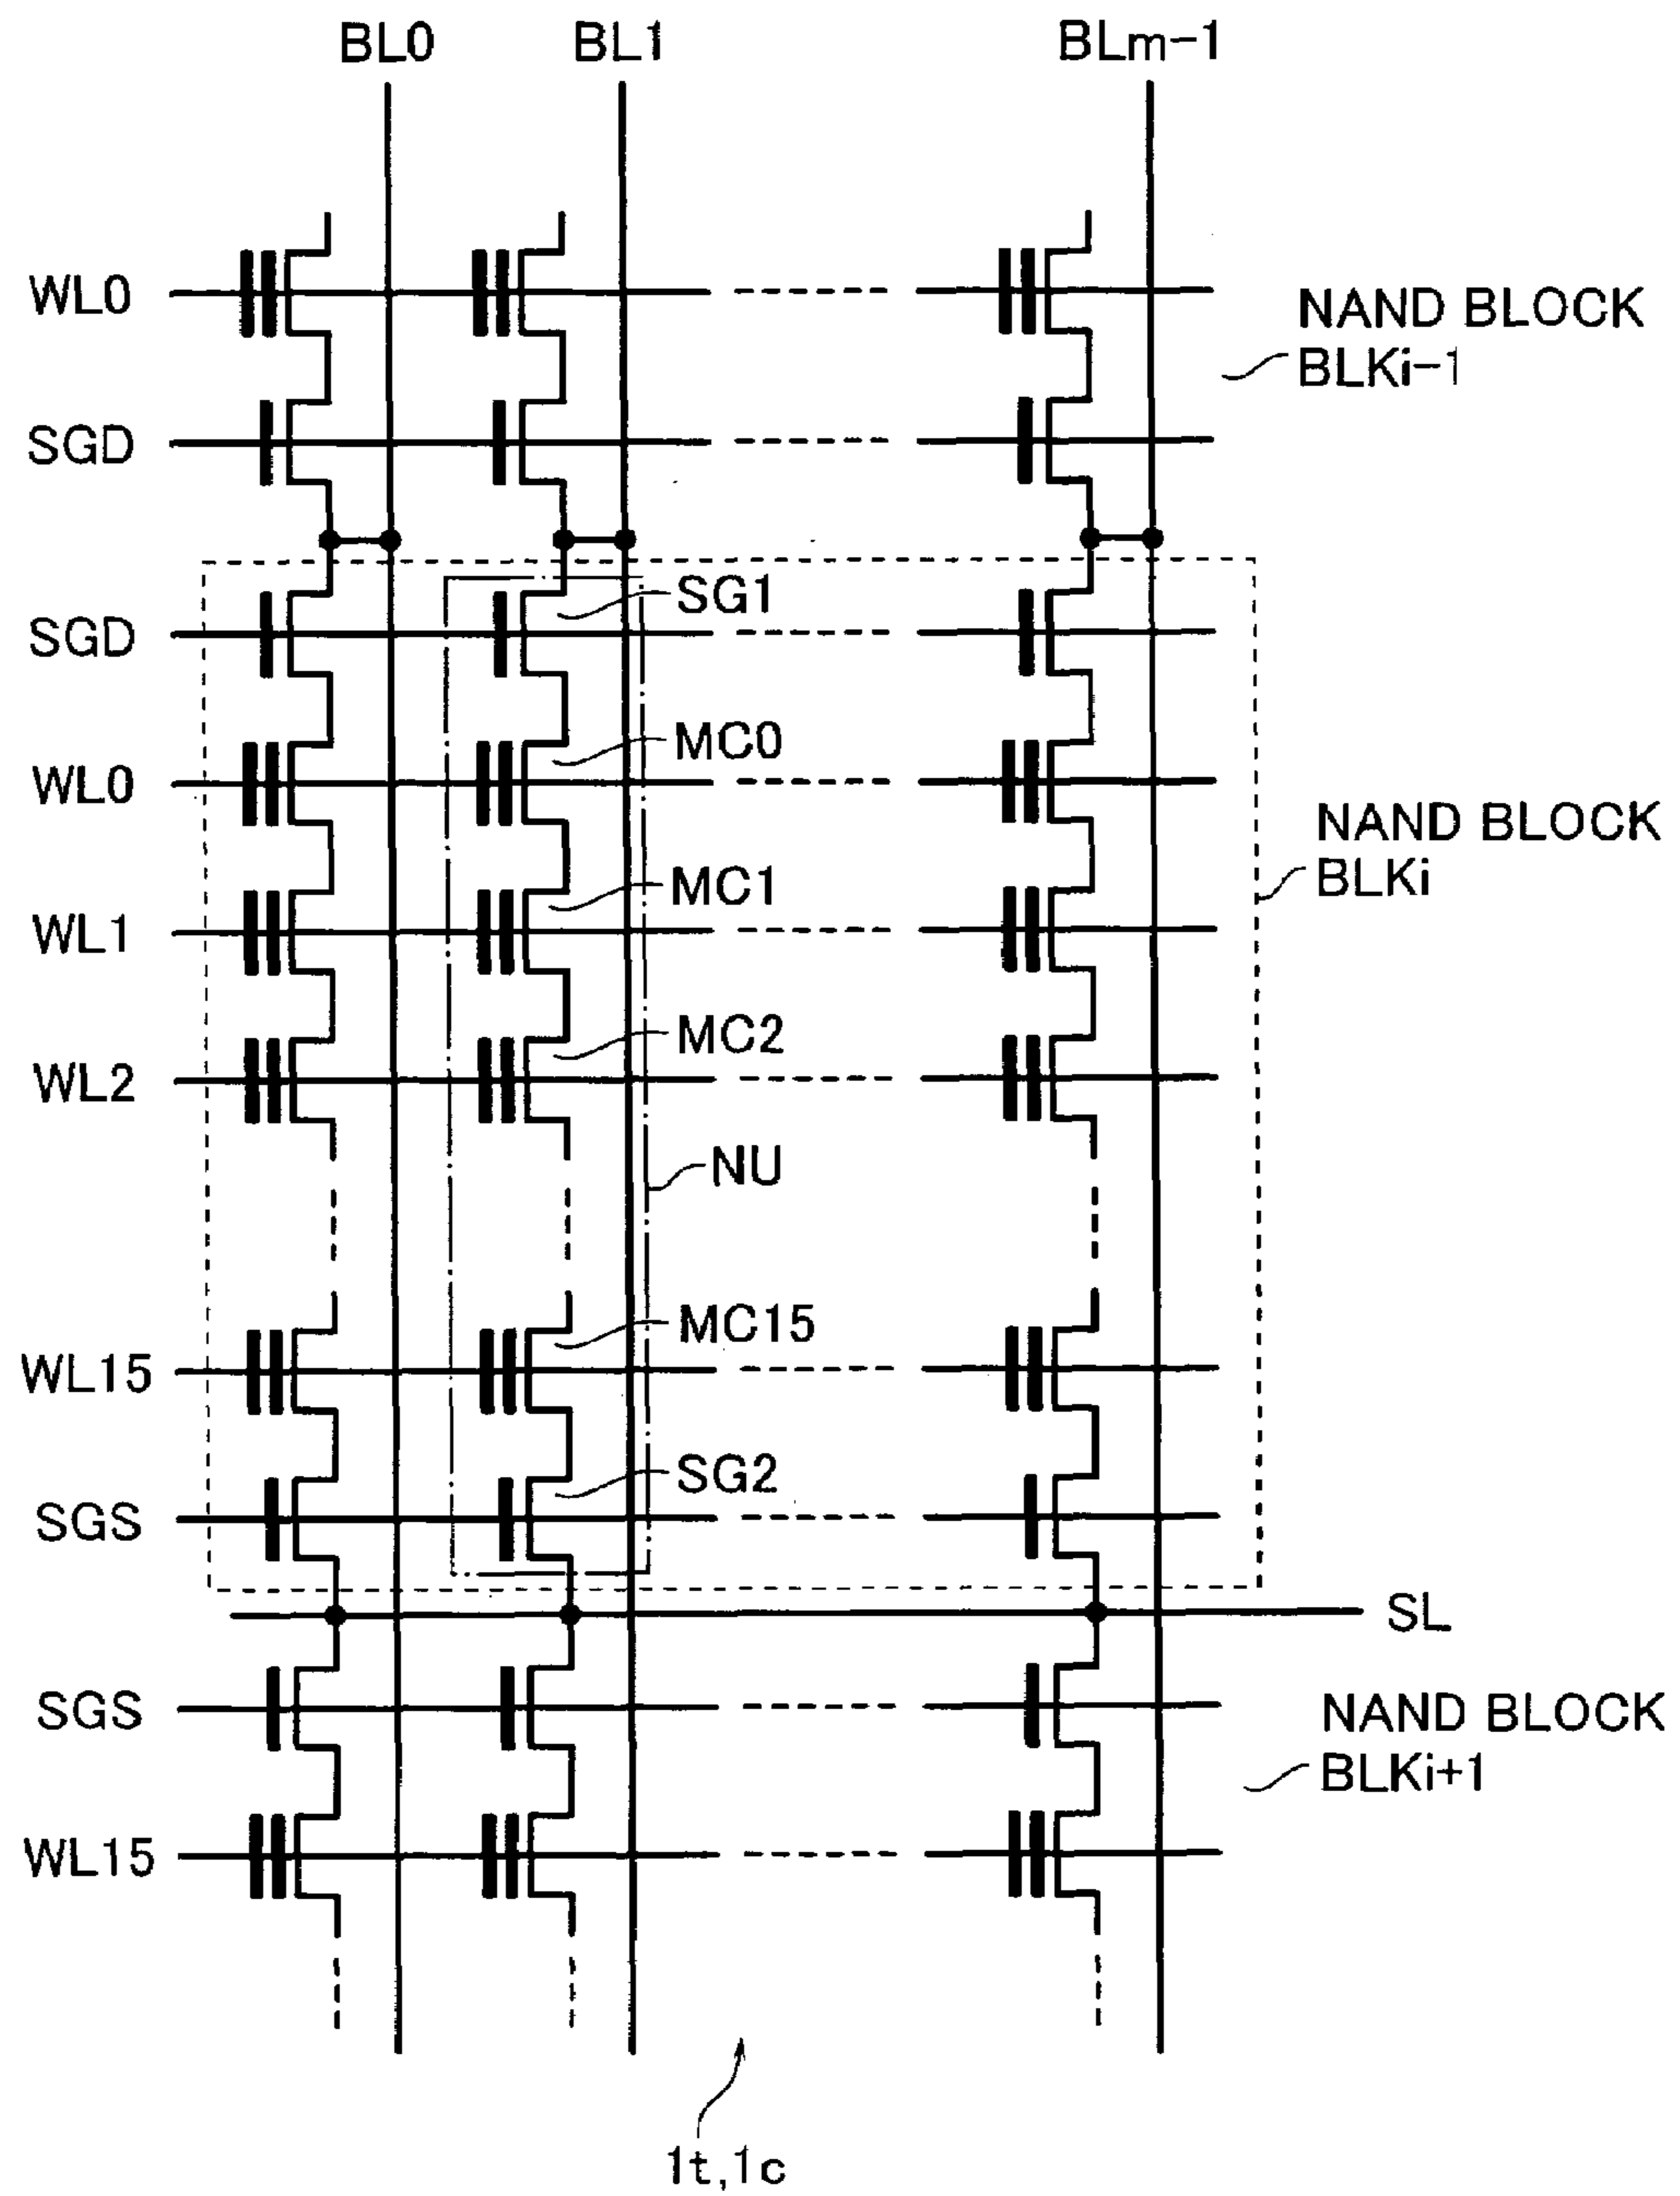 BL0 BL1 BLm-1
WL0
NAND BLOCK
BLKi-1
SGD
SGD
SG1
WL0
MC0
NAND BLOCK
BLKi
WL1
MC1
WL2
MC2
NU
WL15
MC15
SGS
SG2
SL
SGS
NAND BLOCK
BLKi+1
WL15
1t,1c